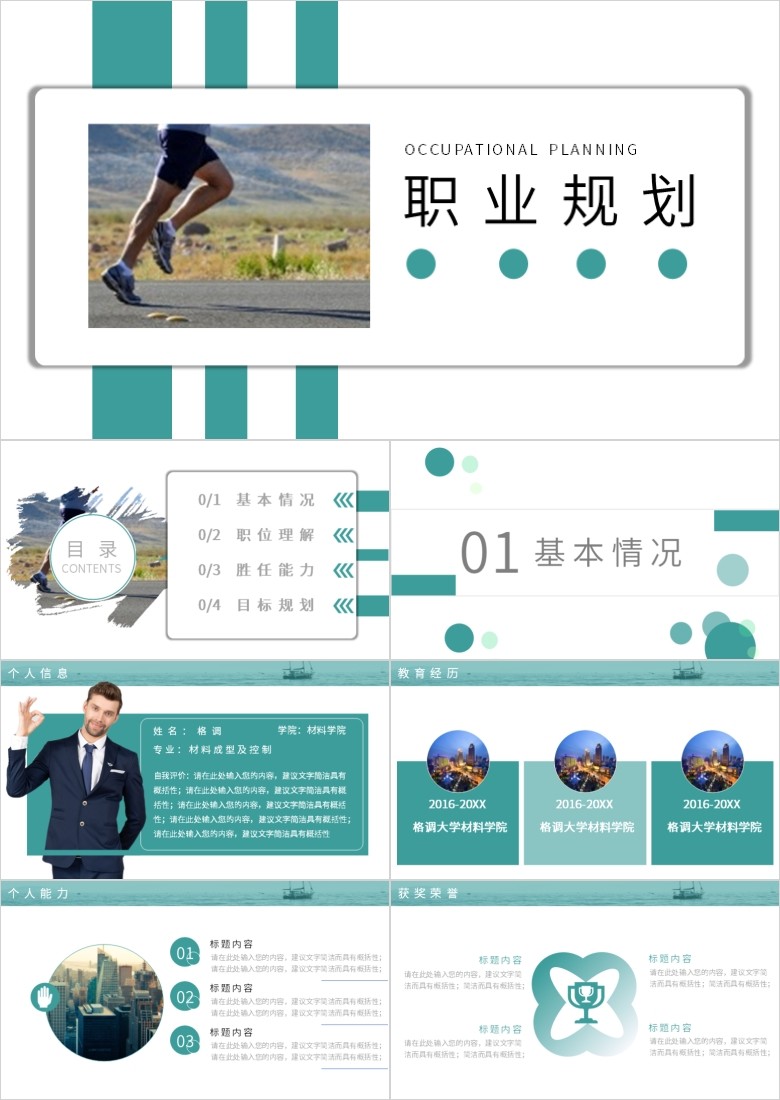 OCCUPATIONAL PLANNING
职业规划
目录
CONTENTS
0/1 基本情况
0/2 职位理解
0/3 胜任能力
0/4 目标规划
01 基本情况
个人信息
姓名：格调 学院：材料学院
专业：材料成型及控制
自我评价：请在此处输入您的内容，建议文字简洁具有
概括性；请在此处输入您的内容，建议文字简洁具有概
括性；请在此处输入您的内容，建议文字简洁具有概括
性；请在此处输入您的内容，建议文字简洁具有概括性；
请在此处输入您的内容，建议文字简洁具有概括性
教育经历
2016-20XX
格调大学材料学院
2016-20XX
格调大学材料学院
2016-20XX
格调大学材料学院
个人能力
01
标题内容
请在此处输入您的内容，建议文字简洁而具有概括性；
请在此处输入您的内容，建议文字简洁而具有概括性；
02
标题内容
请在此处输入您的内容，建议文字简洁而具有概括性；
请在此处输入您的内容，建议文字简洁而具有概括性；
03
标题内容
请在此处输入您的内容，建议文字简洁而具有概括性；
请在此处输入您的内容，建议文字简洁而具有概括性；
获奖荣誉
标题内容
请在此处输入您的内容，建议文字简
洁而具有概括性；简洁而具有概括性；
标题内容
请在此处输入您的内容，建议文字简
洁而具有概括性；简洁而具有概括性；
标题内容
请在此处输入您的内容，建议文字简
洁而具有概括性；简洁而具有概括性；
标题内容
请在此处输入您的内容，建议文字简
洁而具有概括性；简洁而具有概括性；